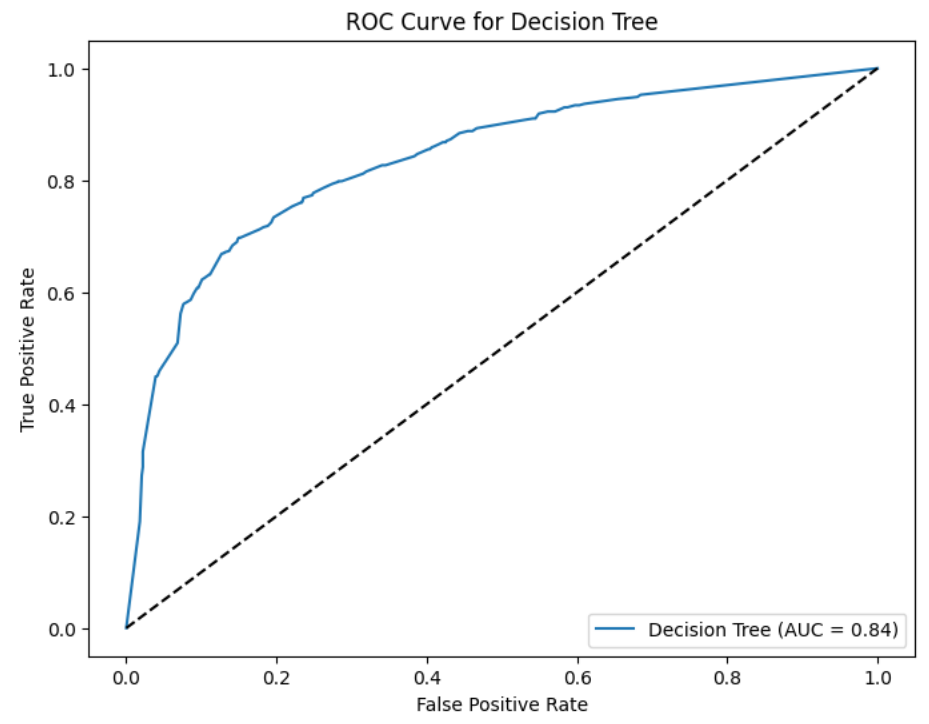 ROC Curve for Decision Tree
True Positive Rate
1.0
0.8
0.6
0.4
0.2
0.0
Decision Tree (AUC = 0.84)
0.0 0.2 0.4 0.6 0.8 1.0
False Positive Rate